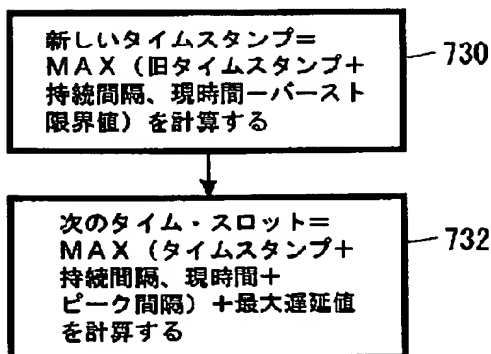 新しいタイムスタンプ=
MAX(旧タイムスタンプ+
持続間隔、現時間ーバースト
限界値)を計算する
730
次のタイム・スロット=
MAX(タイムスタンプ+
持続間隔、現時間+
ピーク間隔)+最大遅延値
を計算する
732